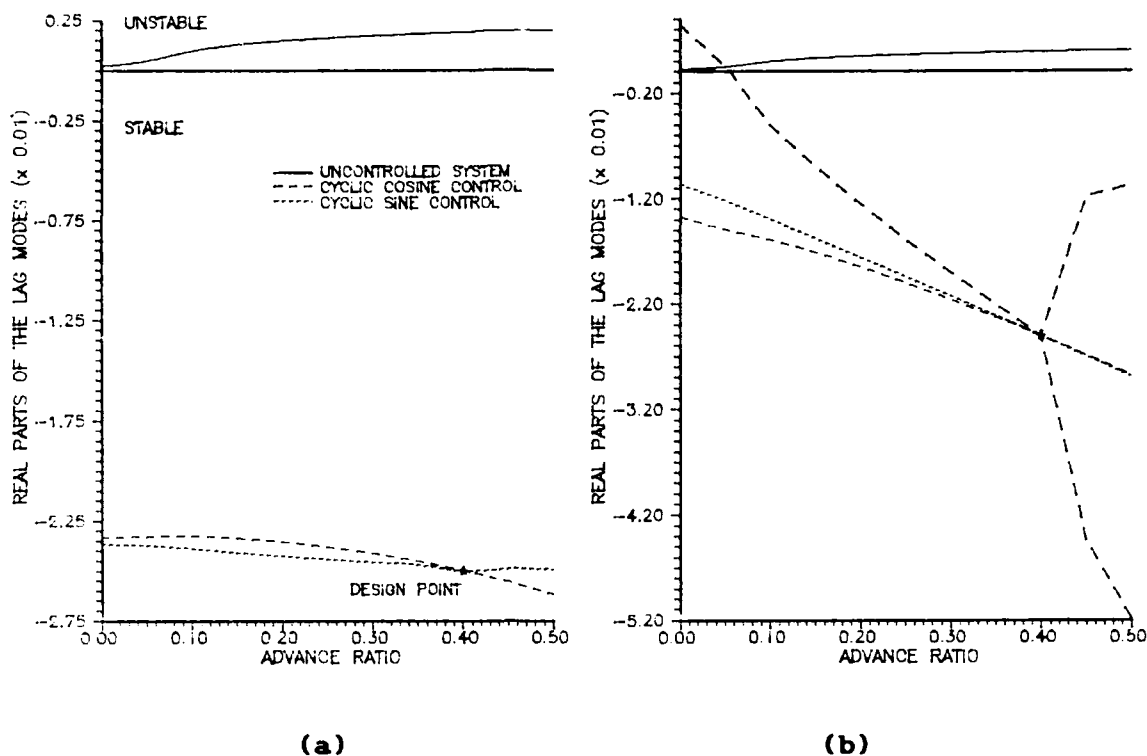 0.25
UNSTABLE
-0.25
STABLE
UNCONTROLLED SYSTEM
CYCLIC COSINE CONTROL
CYCLIC SINE CONTROL
-0.75
-1.25
-1.75
-2.25
DESIGN POINT
-2.75
0.00 0.10 0.20 0.30 0.40 0.50
ADVANCE RATIO
REAL PARTS OF THE LAG MODES (x 0.01)
(a)
-0.20
-1.20
-2.20
-3.20
-4.20
-5.20
0.00 0.10 0.20 0.30 0.40 0.50
ADVANCE RATIO
REAL PARTS OF THE LAG MODES (x 0.01)
(b)